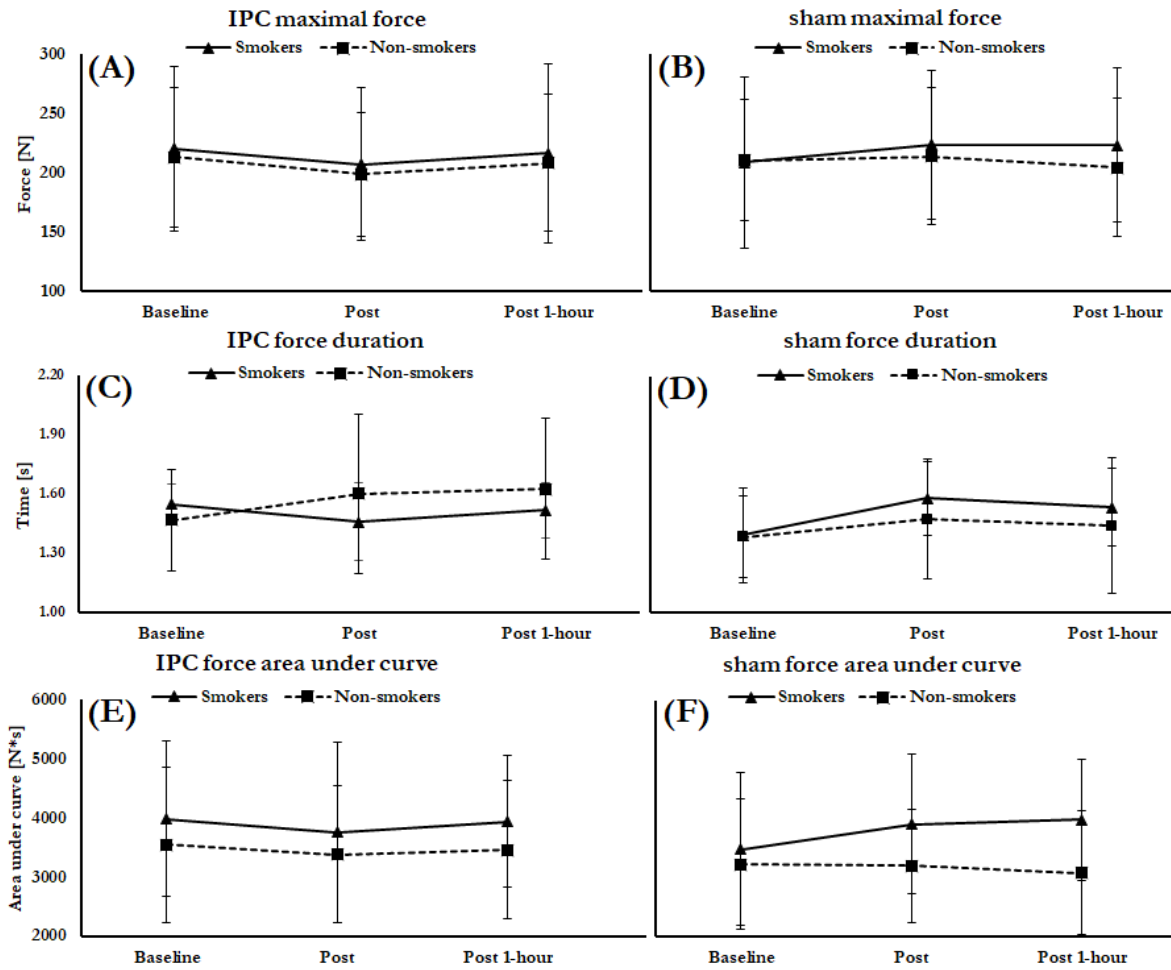 IPC maximal force
Smokers Non-smokers
(A)
300
250
200
150
100
Force [N]
Baseline Post Post 1-hour
sham maximal force
Smokers Non-smokers
(B)
Baseline Post Post 1-hour
IPC force duration
Smokers Non-smokers
(C)
2.20
1.90
1.60
1.30
1.00
Time [s]
Baseline Post Post 1-hour
sham force duration
Smokers Non-smokers
(D)
Baseline Post Post 1-hour
IPC force area under curve
Smokers Non-smokers
(E)
6000
5000
4000
3000
2000
Area under curve [N*s]
Baseline Post Post 1-hour
sham force area under curve
Smokers Non-smokers
(F)
Baseline Post Post 1-hour